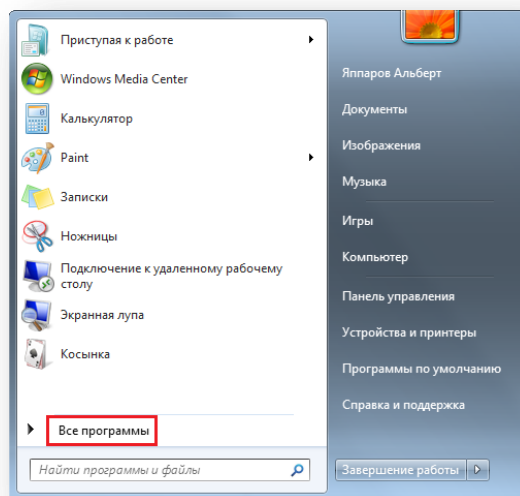 Приступая к работе
Windows Media Center
Калькулятор
Paint
Записки
Ножницы
Подключение к удаленному рабочему
столу
Экранная лупа
Косынка
Все программы
Найти программы и файлы
Яппаров Альберт
Документы
Изображения
Музыка
Игры
Компьютер
Панель управления
Устройства и принтеры
Программы по умолчанию
Справка и поддержка
Завершение работы